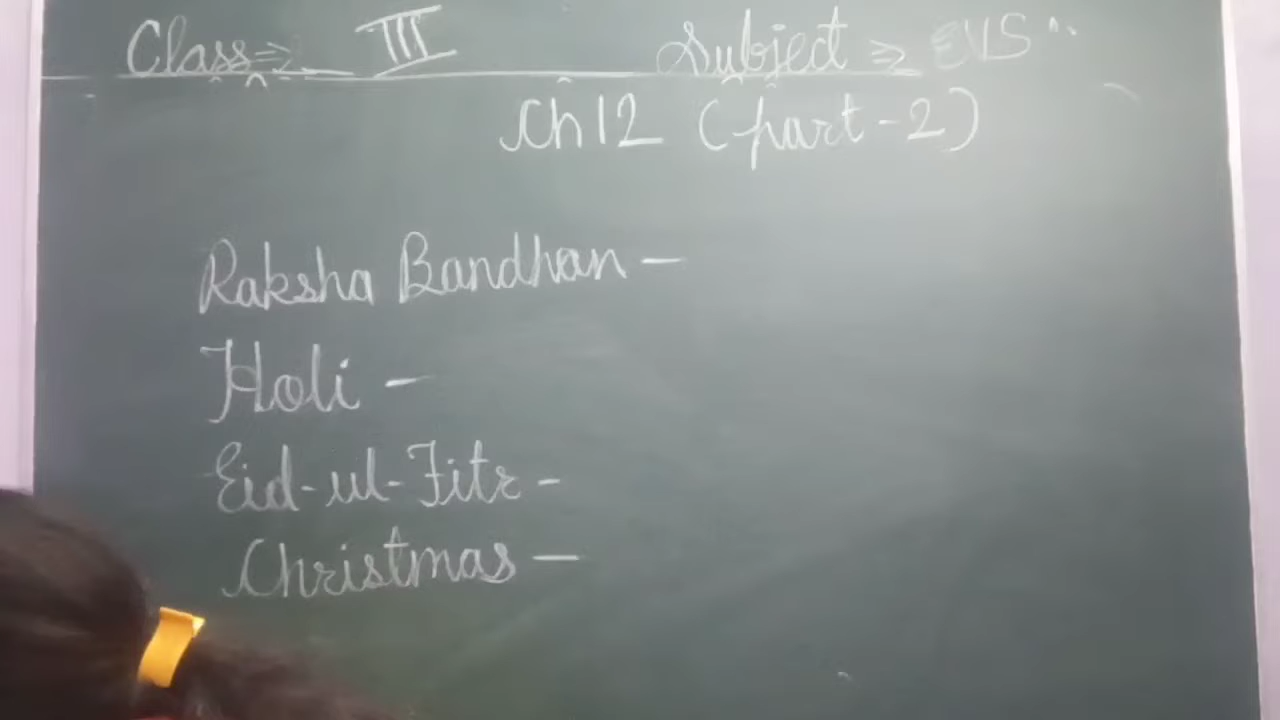 Class⇒ III Subject ⇒ EVS
Ch 12 (part-2)
Raksha Bandhan –
Holi –
Eid-ul-Fitr -
Christmas –